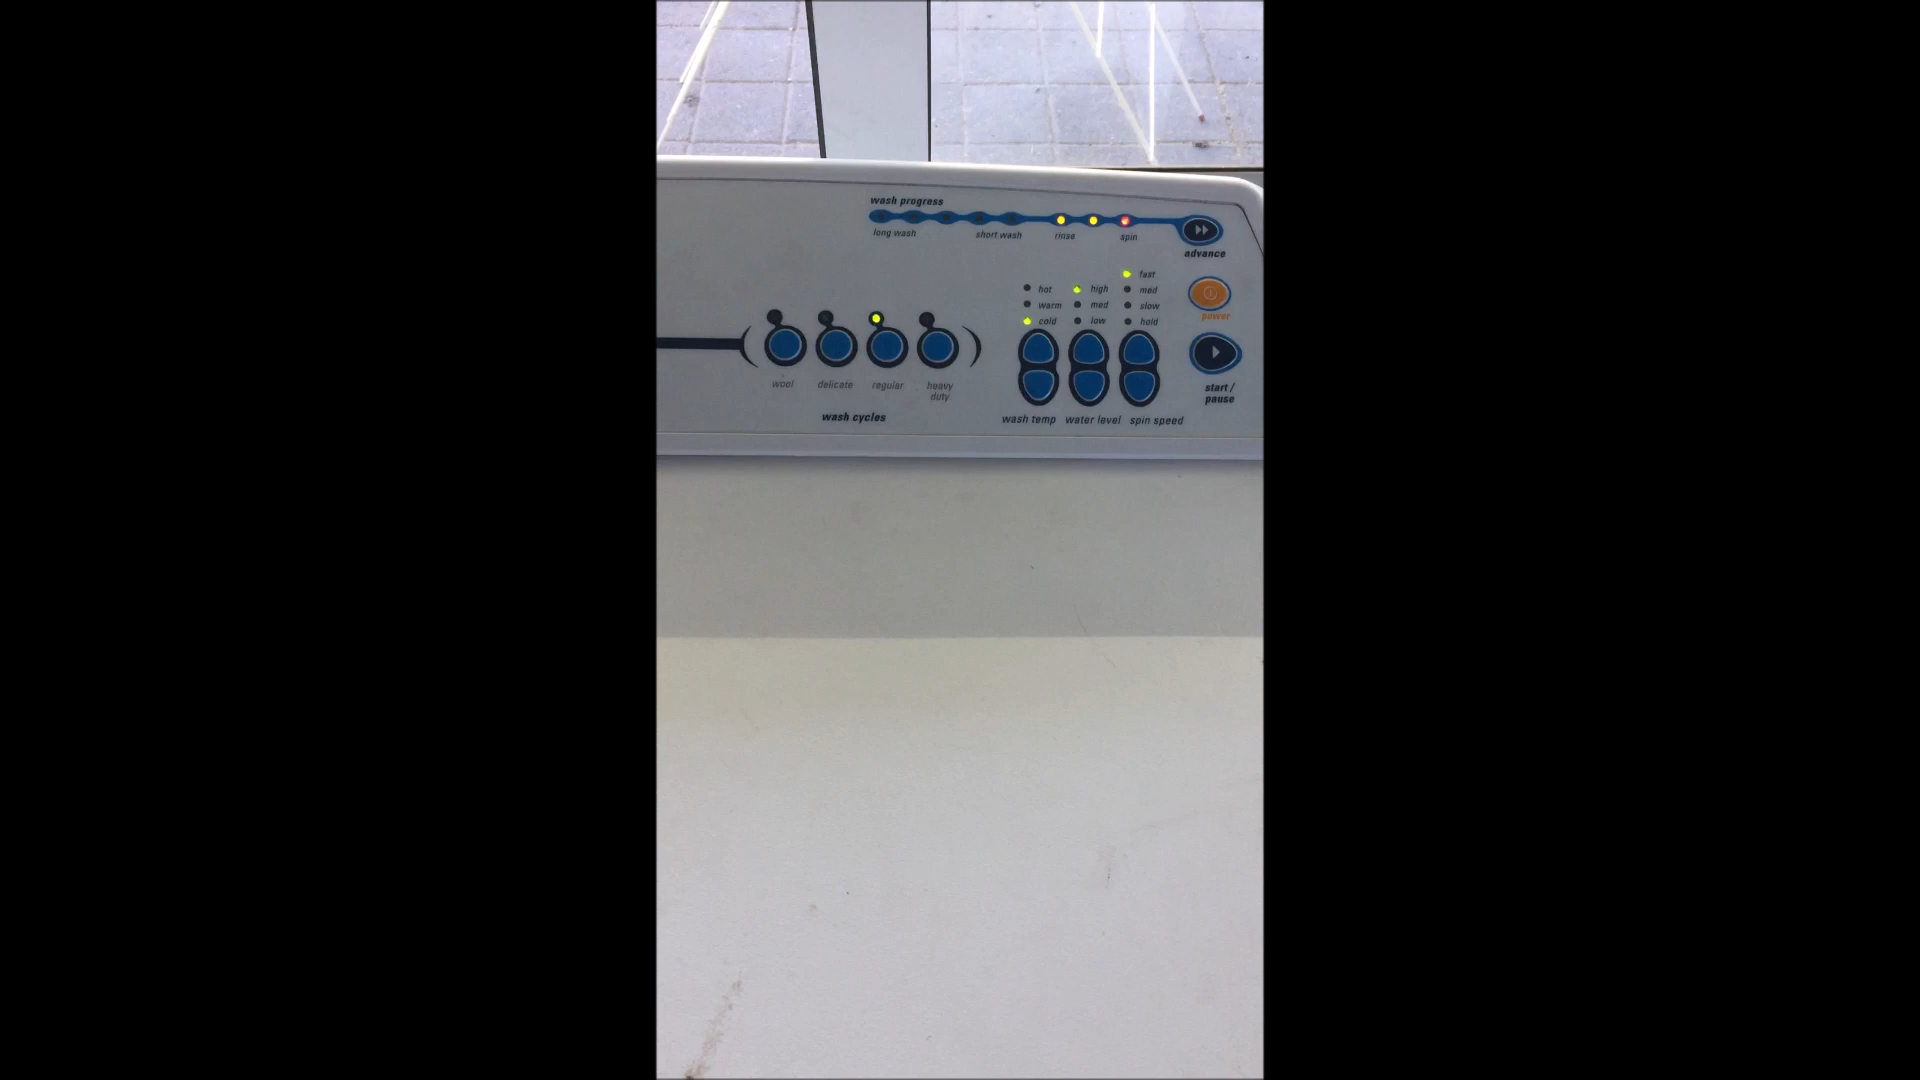 wash progress
long wash short wash rinse spin
advance
fast
hot high med
warm med slow
cold low hold
power
wool delicate regular heavy duty
start / pause
wash cycles
wash temp water level spin speed